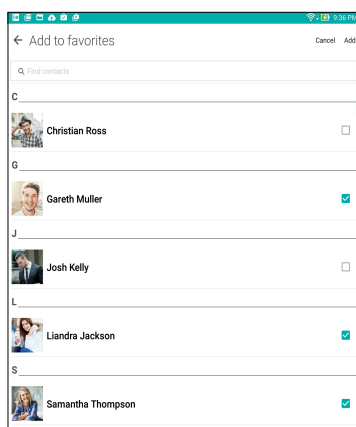 9:36 PM
Add to favorites
Cancel Add
Find contacts
C
Christian Ross
G
Gareth Muller
J
Josh Kelly
L
Liandra Jackson
S
Samantha Thompson